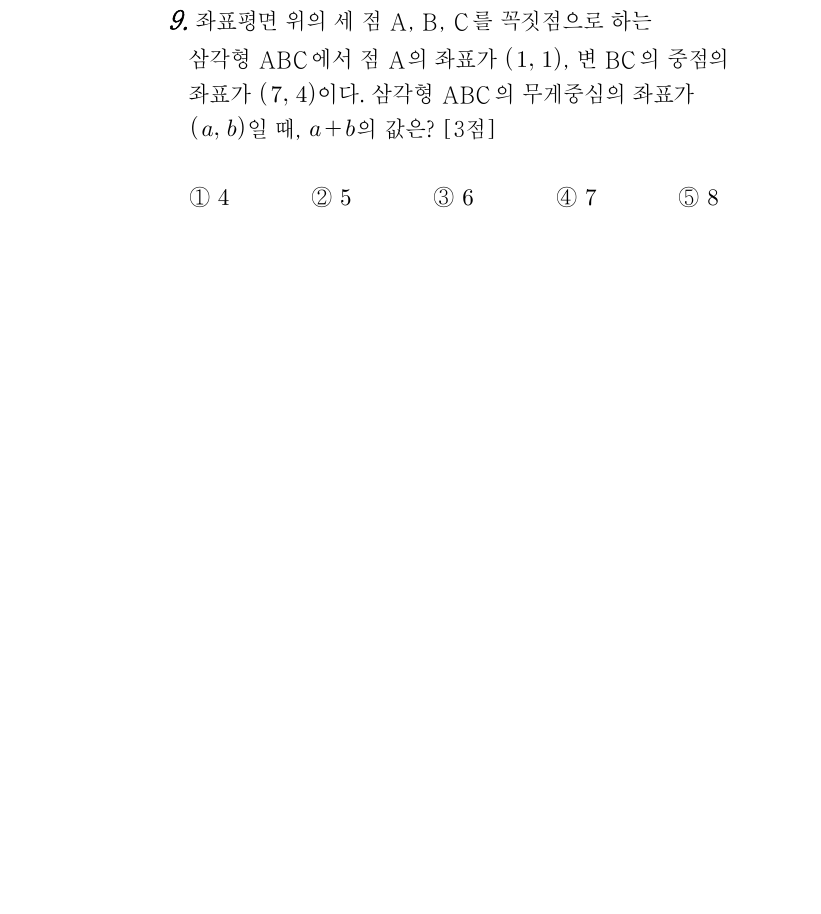 9. 좌표평면 위의 세 점 A, B, C를 꼭짓점으로 하는
삼각형 ABC에서 점 A의 좌표가 (1, 1), 변 BC의 중점의
좌표가 (7, 4)이다. 삼각형 ABC의 무게중심의 좌표가
(a, b)일 때, a+b의 값은? [3점]
① 4 ② 5 ③ 6 ④ 7 ⑤ 8